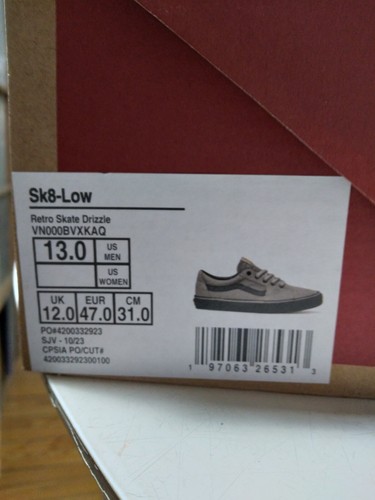 Sk8-Low
Retro Skate Drizzle
VN000BVXKAQ
13.0 US MEN
US WOMEN
UK EUR CM
12.0 47.0 31.0
PO#4200332923
SJV - 10/23
CPSIA PO/CUT#
420033292300100
1 97063 26531 3